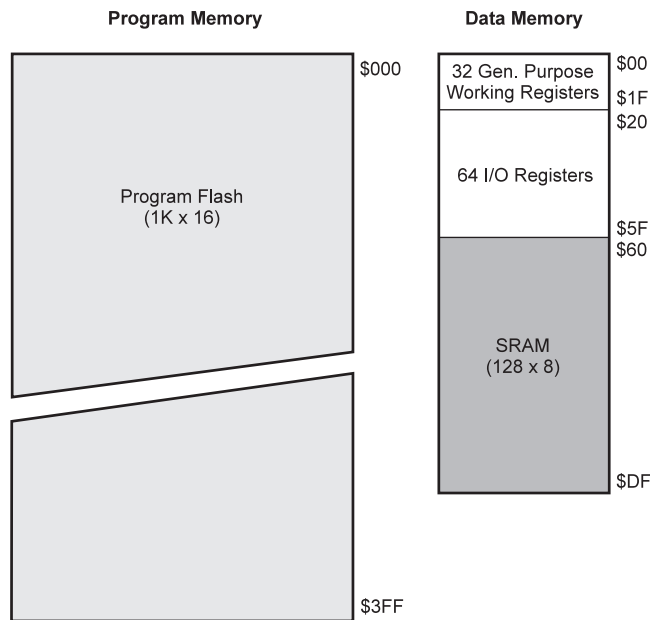 Program Memory
$000
Program Flash
(1K x 16)
$3FF
Data Memory
32 Gen. Purpose
Working Registers
$00
$1F
$20
64 I/O Registers
$5F
$60
SRAM
(128 x 8)
$DF